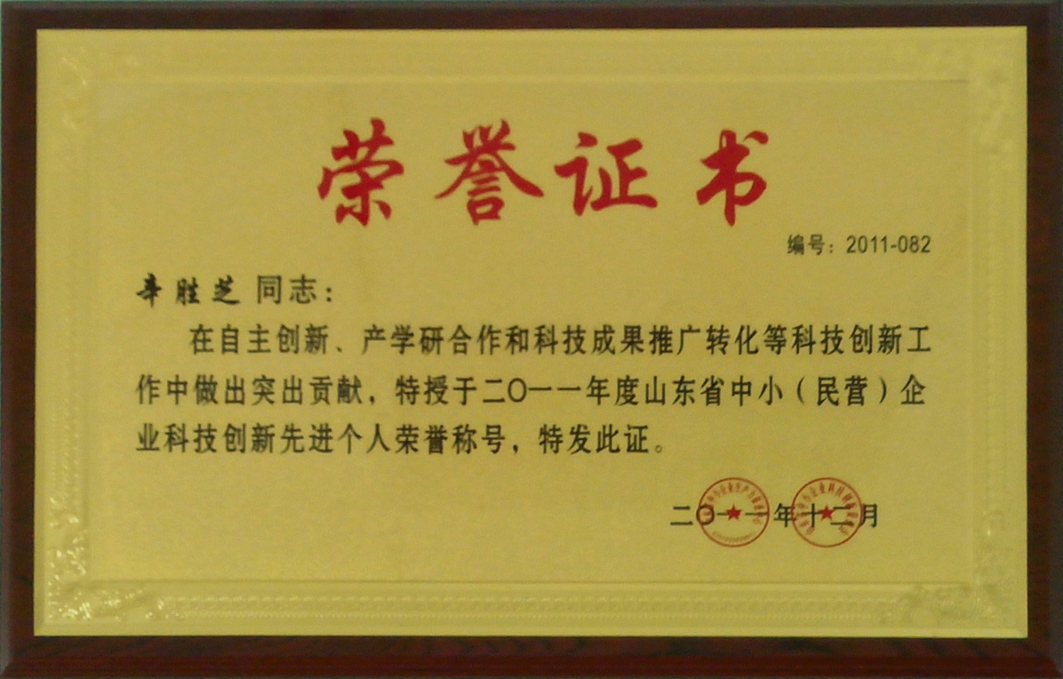 荣誉证书
编号：2011-082
辛胜芝 同志：
在自主创新、产学研合作和科技成果推广转化等科技创新工
作中做出突出贡献，特授于二〇一一年度山东省中小（民营）企
业科技创新先进个人荣誉称号，特发此证。
二〇一一年十二月